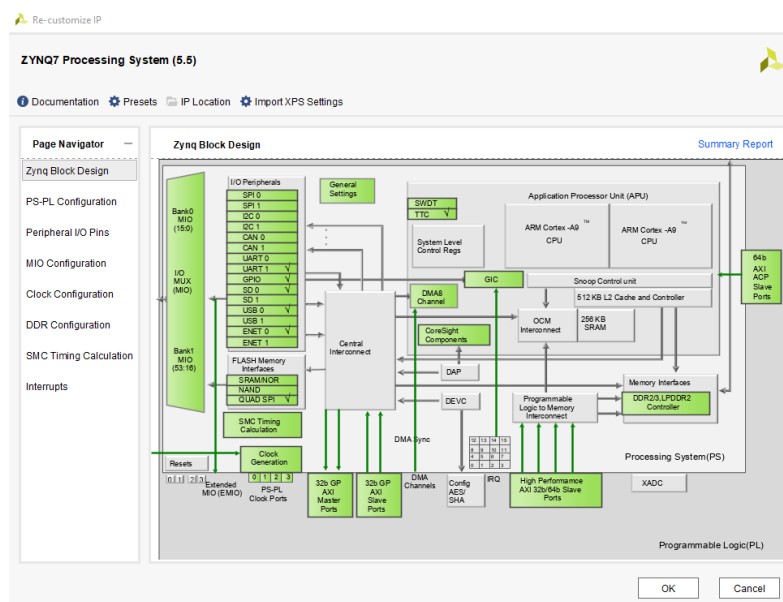 Re-customize IP
ZYNQ7 Processing System (5.5)
Documentation Presets IP Location Import XPS Settings
Page Navigator
Zynq Block Design
PS-PL Configuration
Peripheral I/O Pins
MIO Configuration
Clock Configuration
DDR Configuration
SMC Timing Calculation
Interrupts
Zynq Block Design
Summary Report
Bank0
MIO
(15:0)
I/O
MUX
(MIO)
Bank1
MIO
(53:16)
I/O Peripherals
SPI 0
SPI 1
I2C 0
I2C 1
CAN 0
CAN 1
UART 0
UART 1
GPIO
SD 0
SD 1
USB 0
USB 1
ENET 0
ENET 1
FLASH Memory
Interfaces
SRAM/NOR
NAND
QUAD SPI
SMC Timing
Calculation
General
Settings
Application Processor Unit (APU)
SWDT
TTC
System Level
Control Regs
ARM Cortex -A9
TM
CPU
ARM Cortex -A9
TM
CPU
64b
AXI
ACP
Slave
Ports
GIC
Snoop Control unit
DMA8
Channel
512 KB L2 Cache and Controller
OCM
Interconnect
256 KB
SRAM
CoreSight
Components
Central
Interconnect
DAP
DEVC
Programmable
Logic to Memory
Interconnect
Memory Interfaces
DDR2/3,LPDDR2
Controller
DMA Sync
12 13 14 15
8 9 10 11
4 5 6 7
0 1 2 3
Processing System(PS)
Resets
0 1 2 3
Clock
Generation
0 1 2 3
Extended
MIO (EMIO)
PS-PL
Clock Ports
32b GP
AXI
Master
Ports
32b GP
AXI
Slave
Ports
DMA
Channels
Config
AES/
SHA
IRQ
High Performamce
AXI 32b/64b Slave
Ports
XADC
Programmable Logic(PL)
OK
Cancel